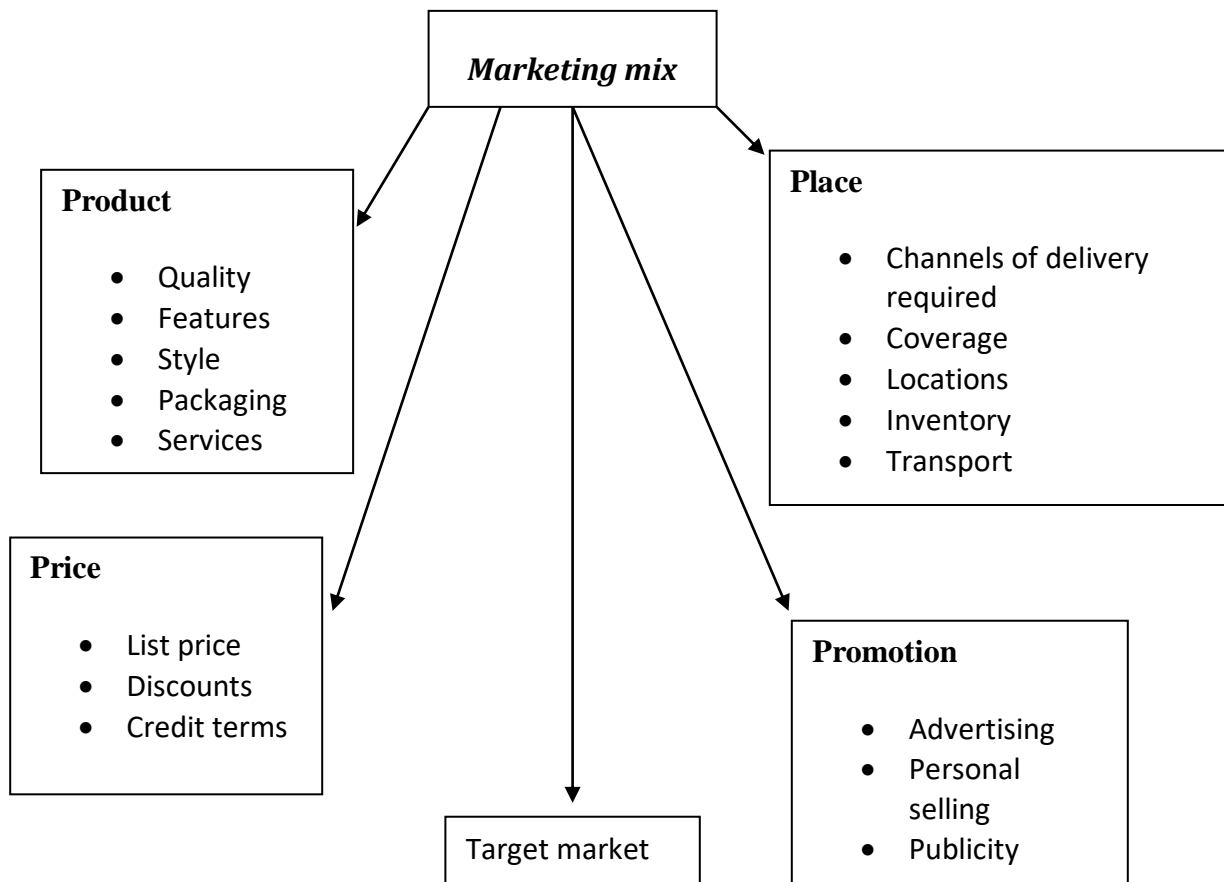 Marketing mix
Product
• Quality
• Features
• Style
• Packaging
• Services
Place
• Channels of delivery
required
• Coverage
• Locations
• Inventory
• Transport
Price
• List price
• Discounts
• Credit terms
Promotion
• Advertising
• Personal
selling
• Publicity
Target market